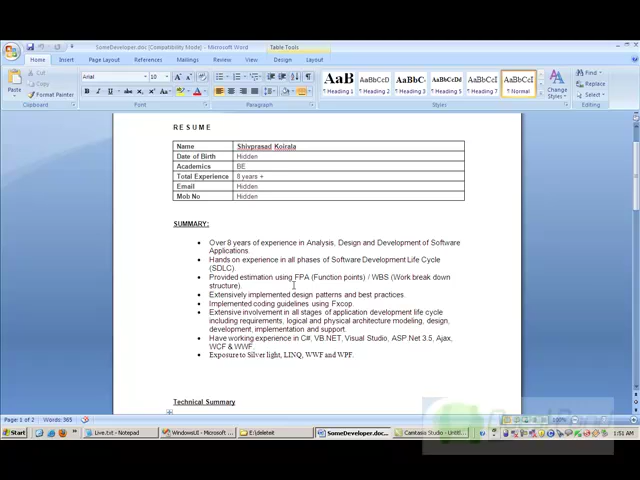 SomeDeveloper.doc [Compatibility Mode] - Microsoft Word
Table Tools
Home Insert Page Layout References Mailings Review View Design Layout
Paste
Cut
Copy
Format Painter
Clipboard
Arial
10
Font
Paragraph
AaB AaBbCc AaBbC AaBbCcDd AaBbCcI AaBbCcI
Heading 1 Heading 2 Heading 3 Heading 5 Heading 7 Normal
Change Styles
Styles
Find
Replace
Select
Editing
RESUME
Name Shivprasad Koirala
Date of Birth Hidden
Academics BE
Total Experience 8 years +
Email Hidden
Mob No Hidden
SUMMARY:
• Over 8 years of experience in Analysis, Design and Development of Software
Applications.
• Hands on experience in all phases of Software Development Life Cycle
(SDLC).
• Provided estimation using FPA (Function points) / WBS (Work break down
structure).
• Extensively implemented design patterns and best practices.
• Implemented coding guidelines using Fxcop.
• Extensive involvement in all stages of application development life cycle
including requirements, logical and physical architecture modeling, design,
development, implementation and support.
• Have working experience in C#, VB.NET, Visual Studio, ASP.Net 3.5, Ajax,
WCF & WWF.
• Exposure to Silver light, LINQ, WWF and WPF.
Technical Summary
Page: 1 of 2 Words: 365
100%
Start Live.txt - Notepad WindowsUI - Microsoft ... E:\deleteit SomeDeveloper.doc... Camtasia Studio - Untitl... 1:51 AM